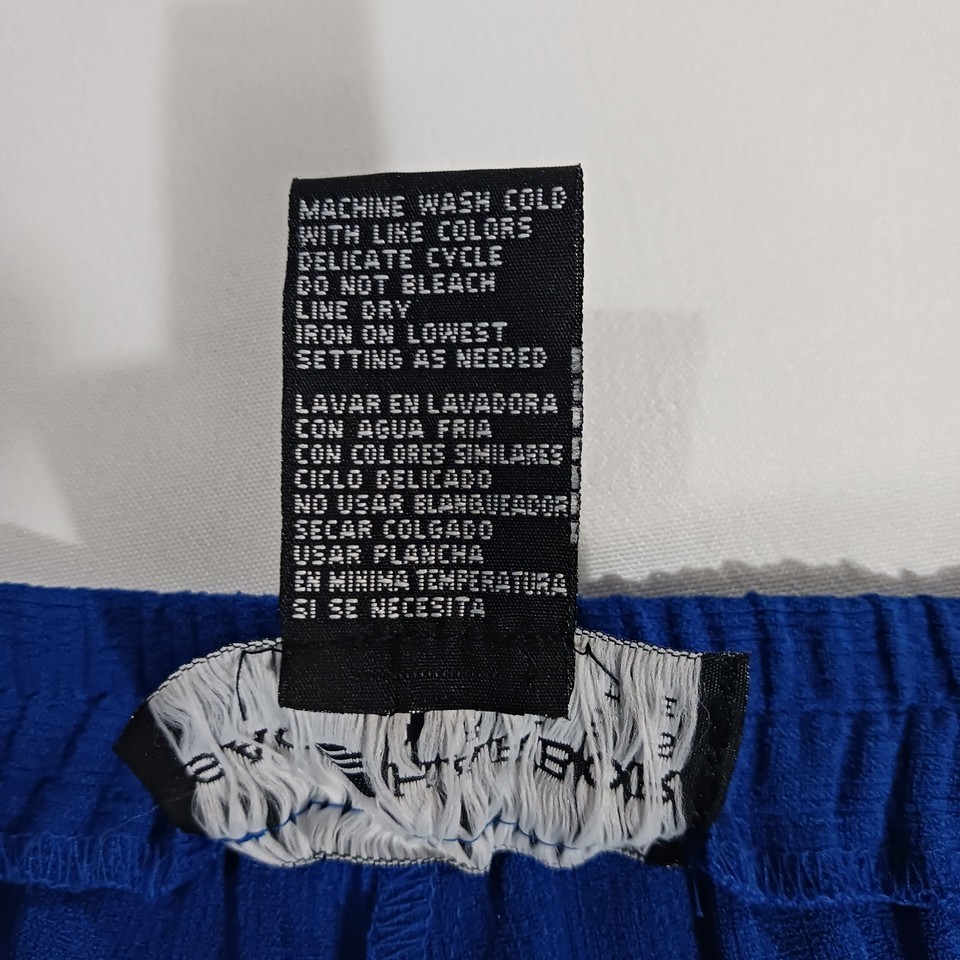 MACHINE WASH COLD
WITH LIKE COLORS
DELICATE CYCLE
DO NOT BLEACH
LINE DRY
IRON ON LOWEST
SETTING AS NEEDED
LAVAR EN LAVADORA
CON AGUA FRIA
CON COLORES SIMILARES
CICLO DELICADO
NO USAR BLANQUEADOR
SECAR COLGADO
USAR PLANCHA
EN MINIMA TEMPERATURA
SI SE NECESITA